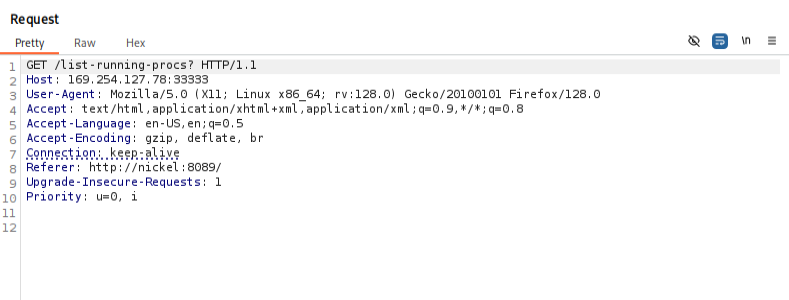 Request
Pretty Raw Hex
\n
1 GET /list-running-procs? HTTP/1.1
2 Host: 169.254.127.78:33333
3 User-Agent: Mozilla/5.0 (X11; Linux x86_64; rv:128.0) Gecko/20100101 Firefox/128.0
4 Accept: text/html,application/xhtml+xml,application/xml;q=0.9,*/*;q=0.8
5 Accept-Language: en-US,en;q=0.5
6 Accept-Encoding: gzip, deflate, br
7 Connection: keep-alive
8 Referer: http://nickel:8089/
9 Upgrade-Insecure-Requests: 1
10 Priority: u=0, i
11
12